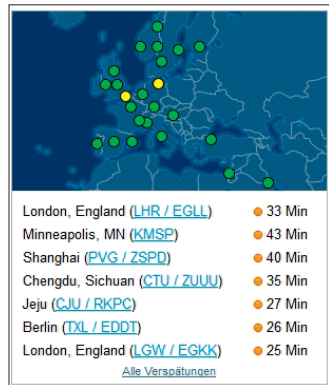 London, England (LHR / EGLL) 33 Min
Minneapolis, MN (KMSP) 43 Min
Shanghai (PVG / ZSPD) 40 Min
Chengdu, Sichuan (CTU / ZUUU) 35 Min
Jeju (CJU / RKPC) 27 Min
Berlin (TXL / EDDT) 26 Min
London, England (LGW / EGKK) 25 Min
Alle Verspätungen